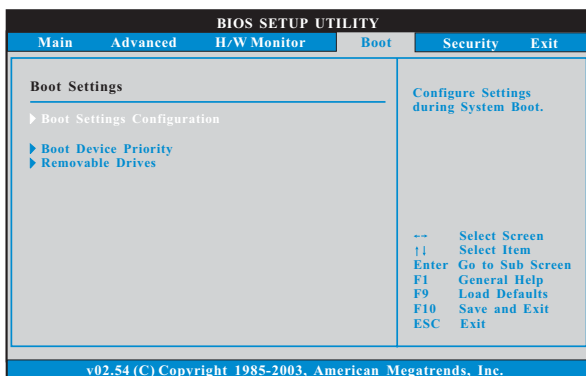 BIOS SETUP UTILITY
Main Advanced H/W Monitor Boot Security Exit
Boot Settings
Boot Settings Configuration
Boot Device Priority
Removable Drives
Configure Settings
during System Boot.
←→ Select Screen
↑↓ Select Item
Enter Go to Sub Screen
F1 General Help
F9 Load Defaults
F10 Save and Exit
ESC Exit
v02.54 (C) Copyright 1985-2003, American Megatrends, Inc.